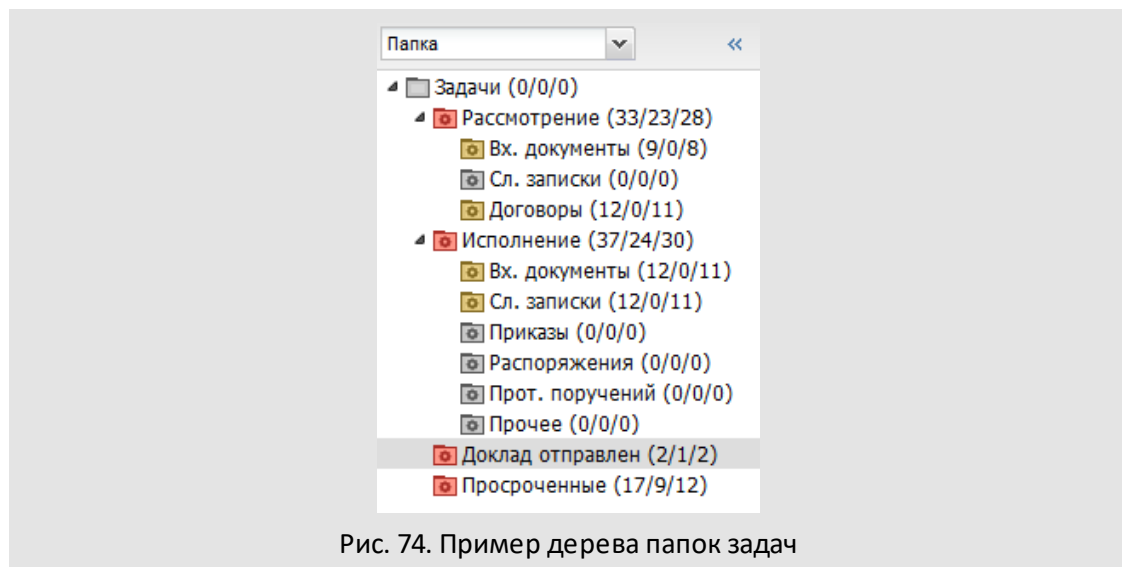 Папка
Задачи (0/0/0)
Рассмотрение (33/23/28)
Вх. документы (9/0/8)
Сл. записки (0/0/0)
Договоры (12/0/11)
Исполнение (37/24/30)
Вх. документы (12/0/11)
Сл. записки (12/0/11)
Приказы (0/0/0)
Распоряжения (0/0/0)
Прот. поручений (0/0/0)
Прочее (0/0/0)
Доклад отправлен (2/1/2)
Просроченные (17/9/12)
Рис. 74. Пример дерева папок задач